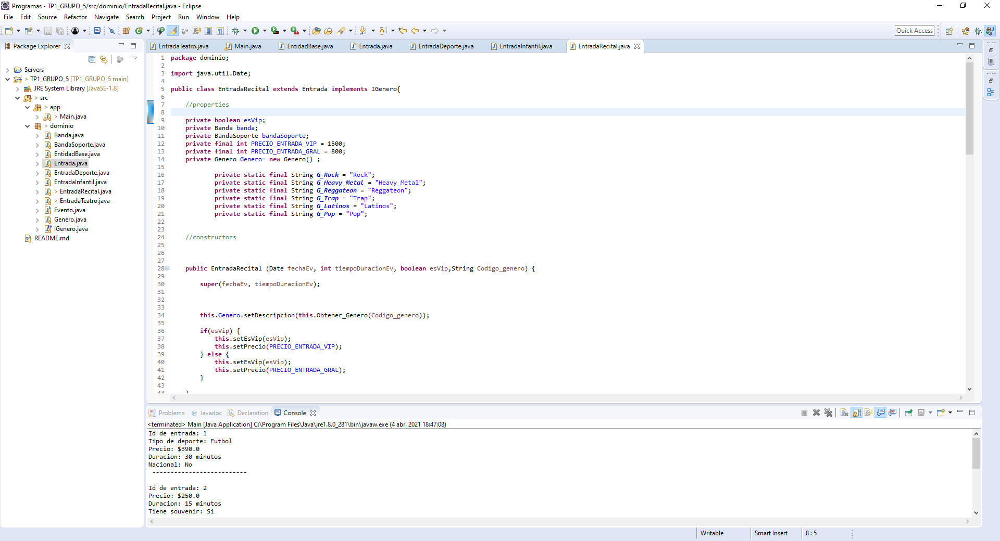 Programas - TP1_GRUPO_5/src/dominio/EntradaRecital.java - Eclipse
File Edit Source Refactor Navigate Search Project Run Window Help
Quick Access
Package Explorer
Servers
> TP1_GRUPO_5 [TP1_GRUPO_5 main]
JRE System Library [JavaSE-1.8]
> src
> app
> Main.java
> dominio
Banda.java
BandaSoporte.java
EntidadBase.java
Entrada.java
EntradaDeporte.java
EntradaInfantil.java
> EntradaRecital.java
> EntradaTeatro.java
Evento.java
Genero.java
IGenero.java
README.md
EntradaTeatro.java Main.java EntidadBase.java Entrada.java EntradaDeporte.java EntradaInfantil.java EntradaRecital.java
1 package dominio;
2
3 import java.util.Date;
4
5 public class EntradaRecital extends Entrada implements IGenero{
6
7 //properties
8
9 private boolean esVip;
10 private Banda banda;
11 private BandaSoporte bandaSoporte;
12 private final int PRECIO_ENTRADA_VIP = 1500;
13 private final int PRECIO_ENTRADA_GRAL = 800;
14 private Genero Genero= new Genero() ;
15
16 private static final String G_Rock = "Rock";
17 private static final String G_Heavy_Metal = "Heavy_Metal";
18 private static final String G_Reggateon = "Reggateon";
19 private static final String G_Trap = "Trap";
20 private static final String G_Latinos = "Latinos";
21 private static final String G_Pop = "Pop";
22
23
24 //constructors
25
26
27
28 public EntradaRecital (Date fechaEv, int tiempoDuracionEv, boolean esVip,String Codigo_genero) {
29
30 super(fechaEv, tiempoDuracionEv);
31
32
33
34 this.Genero.setDescripcion(this.Obtener_Genero(Codigo_genero));
35
36 if(esVip) {
37 this.setEsVip(esVip);
38 this.setPrecio(PRECIO_ENTRADA_VIP);
39 } else {
40 this.setEsVip(esVip);
41 this.setPrecio(PRECIO_ENTRADA_GRAL);
42 }
43
44 }
Problems @ Javadoc Declaration Console
<terminated> Main [Java Application] C:\Program Files\Java\jre1.8.0_281\bin\javaw.exe (4 abr. 2021 18:47:08)
Id de entrada: 1
Tipo de deporte: Futbol
Precio: $390.0
Duracion: 30 minutos
Nacional: No
--------------------------
Id de entrada: 2
Precio: $250.0
Duracion: 15 minutos
Tiene souvenir: Si
Writable Smart Insert 8 : 5